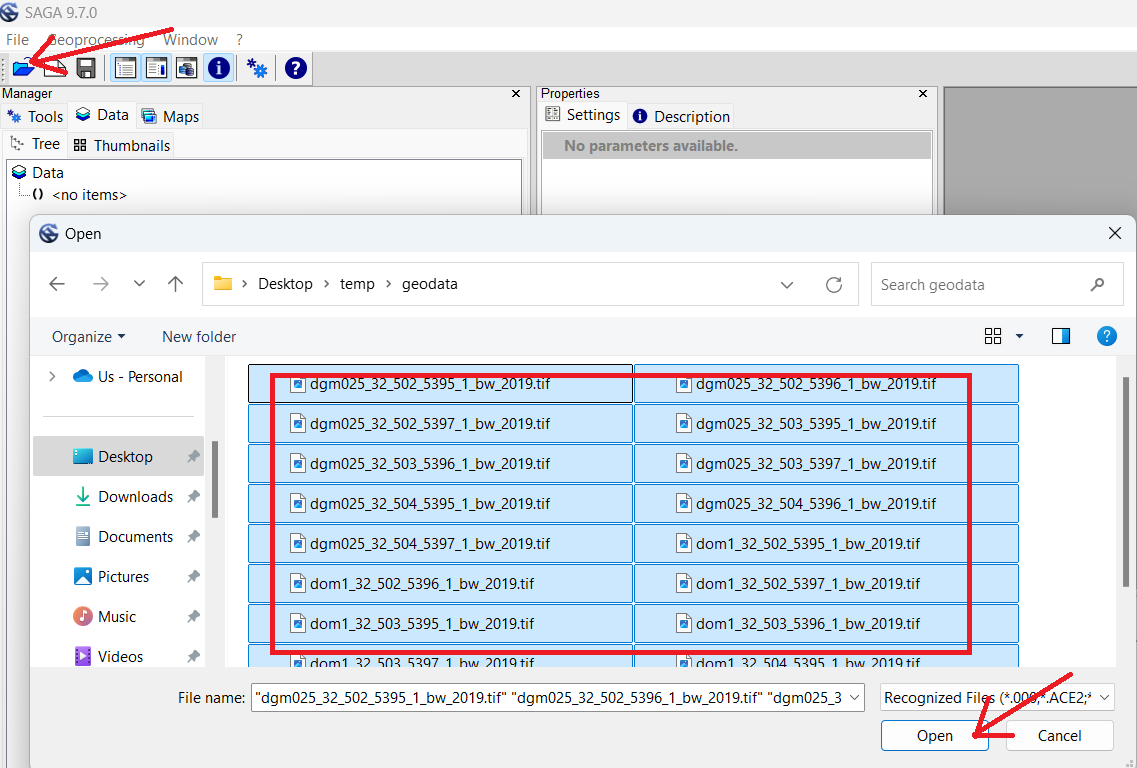 SAGA 9.7.0
File Geoprocessing Window ?
Manager
Tools Data Maps
Tree Thumbnails
Data
<no items>
Properties
Settings Description
No parameters available.
Open
Desktop temp geodata
Search geodata
Organize New folder
Us - Personal
Desktop
Downloads
Documents
Pictures
Music
Videos
dgm025_32_502_5395_1_bw_2019.tif dgm025_32_502_5396_1_bw_2019.tif
dgm025_32_502_5397_1_bw_2019.tif dgm025_32_503_5395_1_bw_2019.tif
dgm025_32_503_5396_1_bw_2019.tif dgm025_32_503_5397_1_bw_2019.tif
dgm025_32_504_5395_1_bw_2019.tif dgm025_32_504_5396_1_bw_2019.tif
dgm025_32_504_5397_1_bw_2019.tif dom1_32_502_5395_1_bw_2019.tif
dom1_32_502_5396_1_bw_2019.tif dom1_32_502_5397_1_bw_2019.tif
dom1_32_503_5395_1_bw_2019.tif dom1_32_503_5396_1_bw_2019.tif
dom1_32_503_5397_1_bw_2019.tif dom1_32_504_5395_1_bw_2019.tif
File name: "dgm025_32_502_5395_1_bw_2019.tif" "dgm025_32_502_5396_1_bw_2019.tif" "dgm025_3
Recognized Files (*.000;*.ACE2;*
Open Cancel